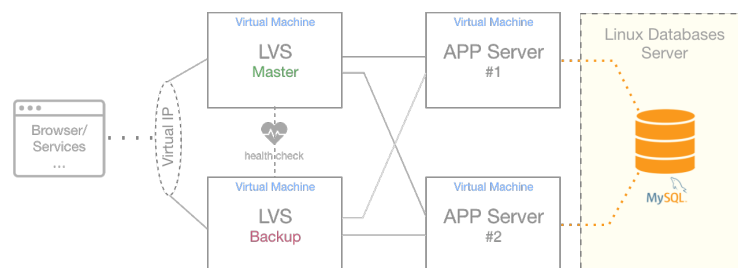 Virtual Machine
LVS
Master
Virtual Machine
APP Server
#1
Linux Databases
Server
Browser/
Services
...
Virtual IP
health-check
MySQL
Virtual Machine
LVS
Backup
Virtual Machine
APP Server
#2